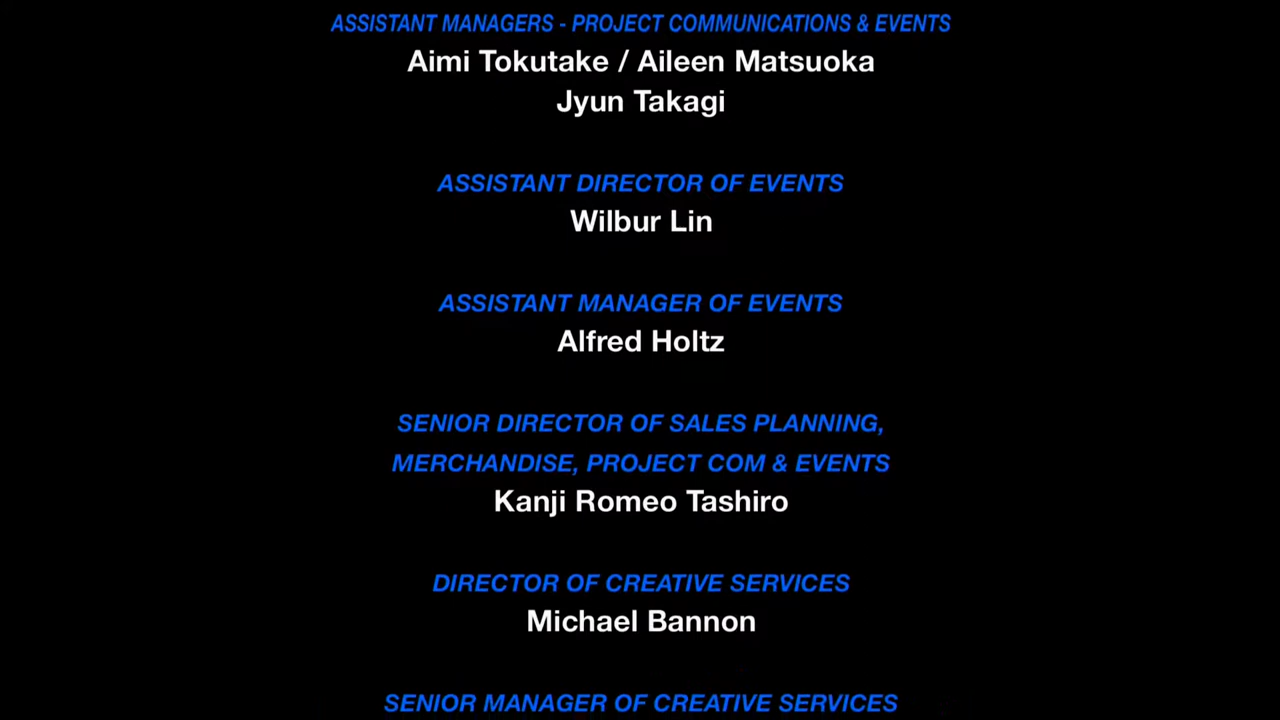 ASSISTANT MANAGERS - PROJECT COMMUNICATIONS & EVENTS
Aimi Tokutake / Aileen Matsuoka
Jyun Takagi
ASSISTANT DIRECTOR OF EVENTS
Wilbur Lin
ASSISTANT MANAGER OF EVENTS
Alfred Holtz
SENIOR DIRECTOR OF SALES PLANNING,
MERCHANDISE, PROJECT COM & EVENTS
Kanji Romeo Tashiro
DIRECTOR OF CREATIVE SERVICES
Michael Bannon
SENIOR MANAGER OF CREATIVE SERVICES